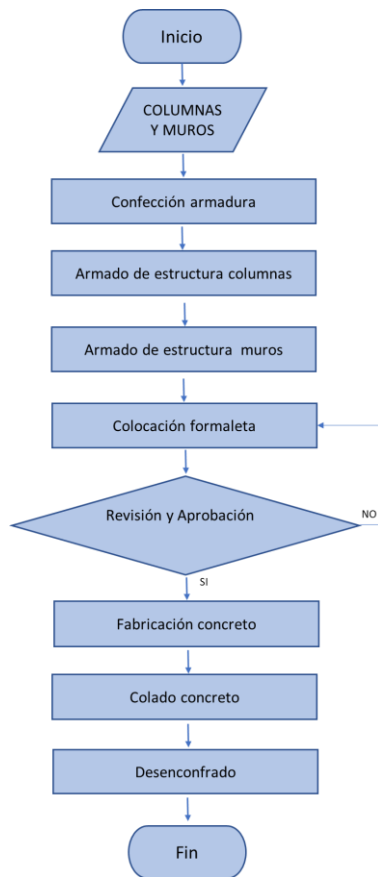 Inicio
COLUMNAS
Y MUROS
Confección armadura
Armado de estructura columnas
Armado de estructura muros
Colocación formaleta
Revisión y Aprobación
NO
SI
Fabricación concreto
Colado concreto
Desenconfrado
Fin